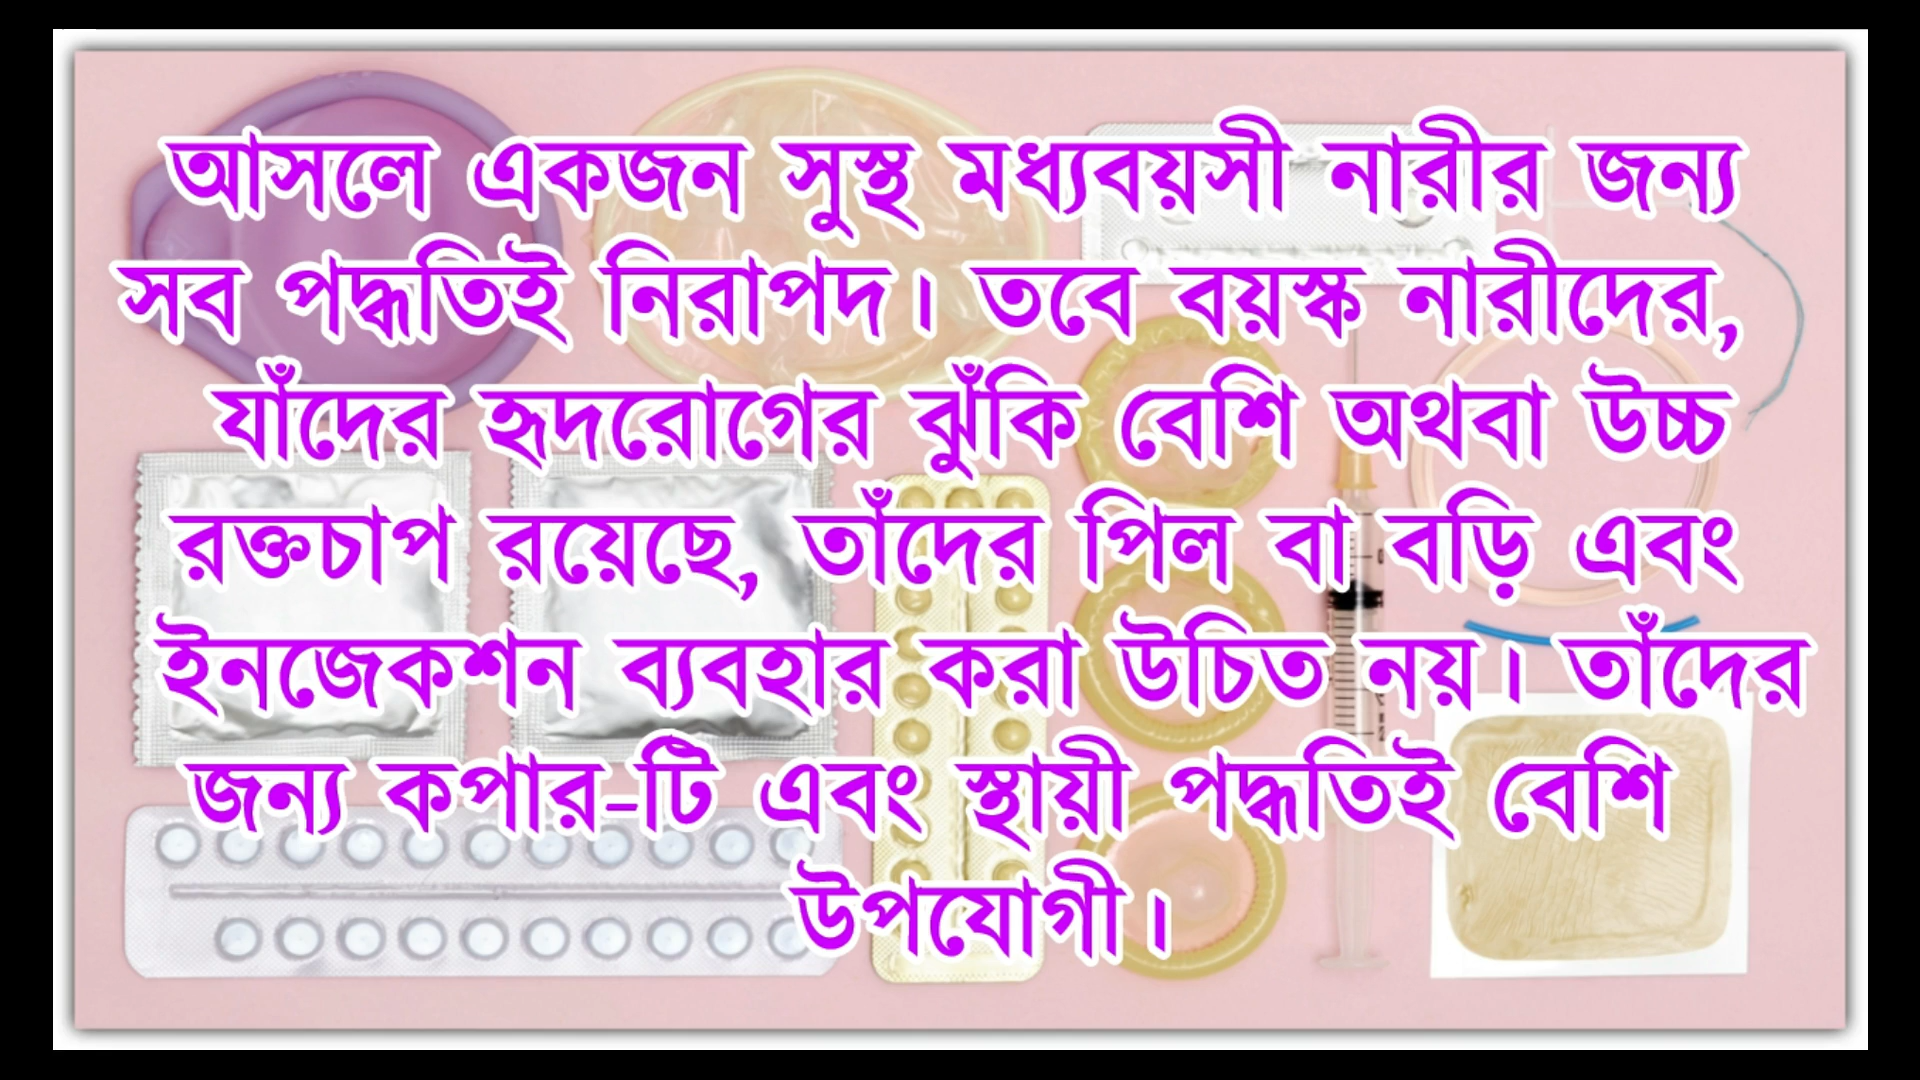 আসলে একজন সুস্থ মধ্যবয়সী নারীর জন্য
সব পদ্ধতিই নিরাপদ। তবে বয়স্ক নারীদের,
যাঁদের হৃদরোগের ঝুঁকি বেশি অথবা উচ্চ
রক্তচাপ রয়েছে, তাঁদের পিল বা বড়ি এবং
ইনজেকশন ব্যবহার করা উচিত নয়। তাঁদের
জন্য কপার-টি এবং স্থায়ী পদ্ধতিই বেশি
উপযোগী।